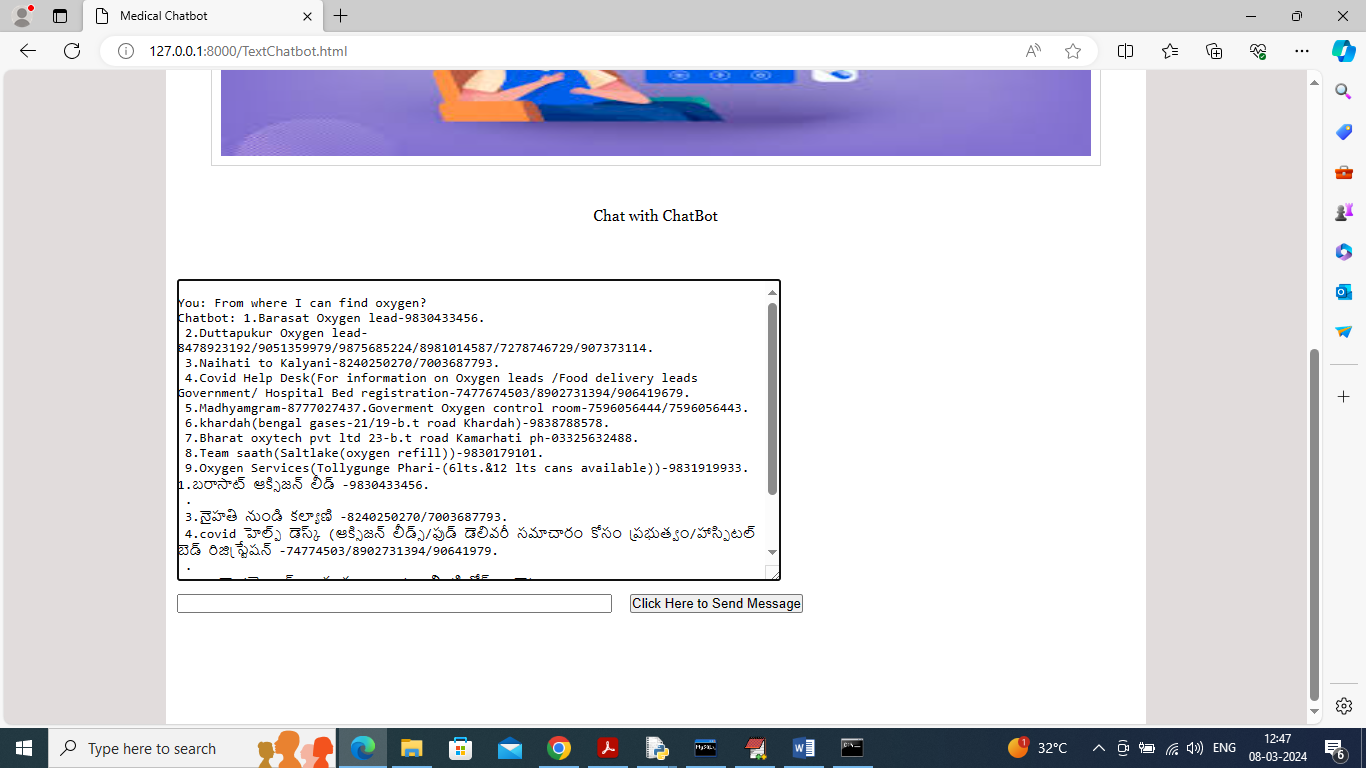 Medical Chatbot
127.0.0.1:8000/TextChatbot.html
Chat with ChatBot
You: From where I can find oxygen?
Chatbot: 1.Barasat Oxygen lead-9830433456.
2.Duttapukur Oxygen lead-
8478923192/9051359979/9875685224/8981014587/7278746729/907373114.
3.Naihati to Kalyani-8240250270/7003687793.
4.Covid Help Desk(For information on Oxygen leads /Food delivery leads
Government/ Hospital Bed registration-7477674503/8902731394/906419679.
5.Madhyamgram-8777027437.Goverment Oxygen control room-7596056444/7596056443.
6.khardah(bengal gases-21/19-b.t road Khardah)-9838788578.
7.Bharat oxytech pvt ltd 23-b.t road Kamarhati ph-03325632488.
8.Team saath(Saltlake(oxygen refill))-9830179101.
9.Oxygen Services(Tollygunge Phari-(6lts.&12 lts cans available))-9831919933.
1.బరాసాట్ ఆక్సిజన్ లీడ్ -9830433456.
.
3.నైహతి నుండి కల్యాణి -8240250270/7003687793.
4.covid హెల్ప్ డెస్క్ (ఆక్సిజన్ లీడ్స్/ఫుడ్ డెలివరీ సమాచారం కోసం ప్రభుత్వం/హాస్పిటల్
బెడ్ రిజిస్ట్రేషన్ -74774503/8902731394/90641979.
.
Click Here to Send Message
Type here to search
32°C
ENG
12:47
08-03-2024
6